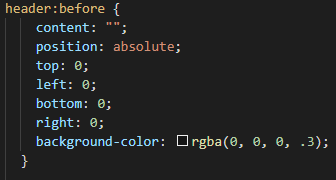 header:before {
content: "";
position: absolute;
top: 0;
left: 0;
bottom: 0;
right: 0;
background-color: rgba(0, 0, 0, .3);
}